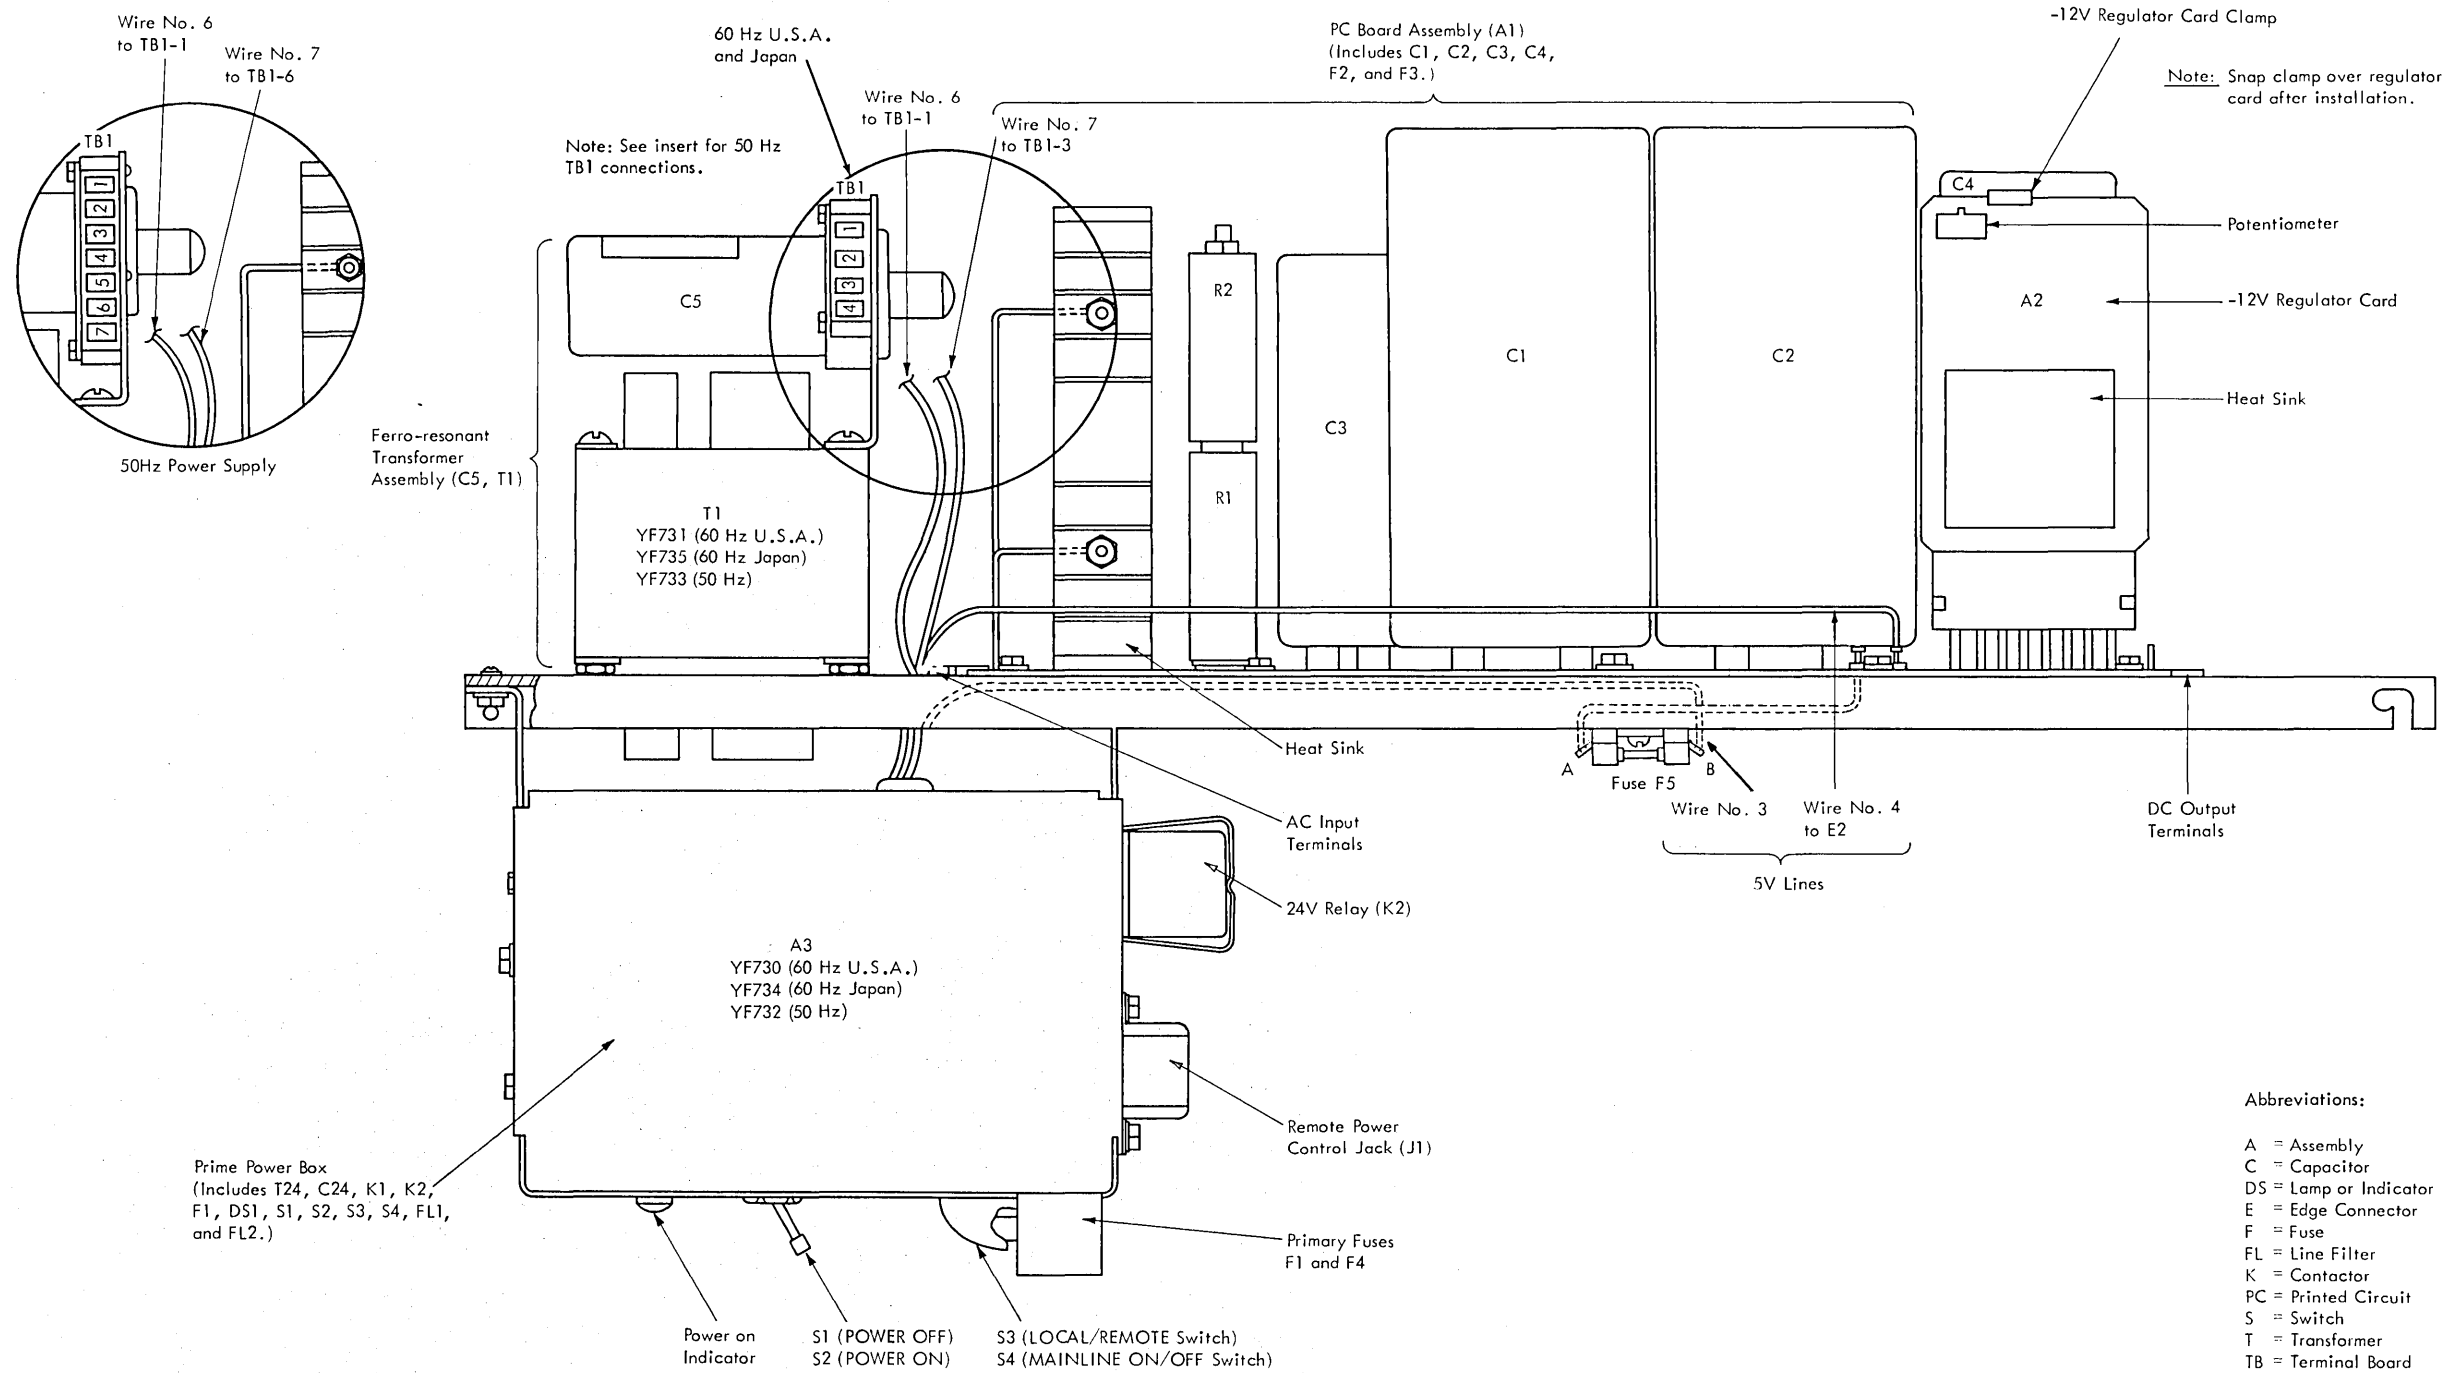 Wire No. 6
to TB1-1
Wire No. 7
to TB1-6
TB1
1
2
3
4
5
6
7
50Hz Power Supply
60 Hz U.S.A.
and Japan
Note: See insert for 50 Hz
TB1 connections.
Wire No. 6
to TB1-1
Wire No. 7
to TB1-3
TB1
1
2
3
4
C5
Ferro-resonant
Transformer
Assembly (C5, T1)
T1
YF731 (60 Hz U.S.A.)
YF735 (60 Hz Japan)
YF733 (50 Hz)
PC Board Assembly (A1)
(Includes C1, C2, C3, C4,
F2, and F3.)
R2
R1
C3
C1
C2
-12V Regulator Card Clamp
Note: Snap clamp over regulator
card after installation.
C4
Potentiometer
A2
-12V Regulator Card
Heat Sink
Heat Sink
A
B
Fuse F5
Wire No. 3
Wire No. 4
to E2
5V Lines
DC Output
Terminals
AC Input
Terminals
24V Relay (K2)
A3
YF730 (60 Hz U.S.A.)
YF734 (60 Hz Japan)
YF732 (50 Hz)
Remote Power
Control Jack (J1)
Prime Power Box
(Includes T24, C24, K1, K2,
F1, DS1, S1, S2, S3, S4, FL1,
and FL2.)
Primary Fuses
F1 and F4
Power on
Indicator
S1 (POWER OFF)
S2 (POWER ON)
S3 (LOCAL/REMOTE Switch)
S4 (MAINLINE ON/OFF Switch)
Abbreviations:
A = Assembly
C = Capacitor
DS = Lamp or Indicator
E = Edge Connector
F = Fuse
FL = Line Filter
K = Contactor
PC = Printed Circuit
S = Switch
T = Transformer
TB = Terminal Board